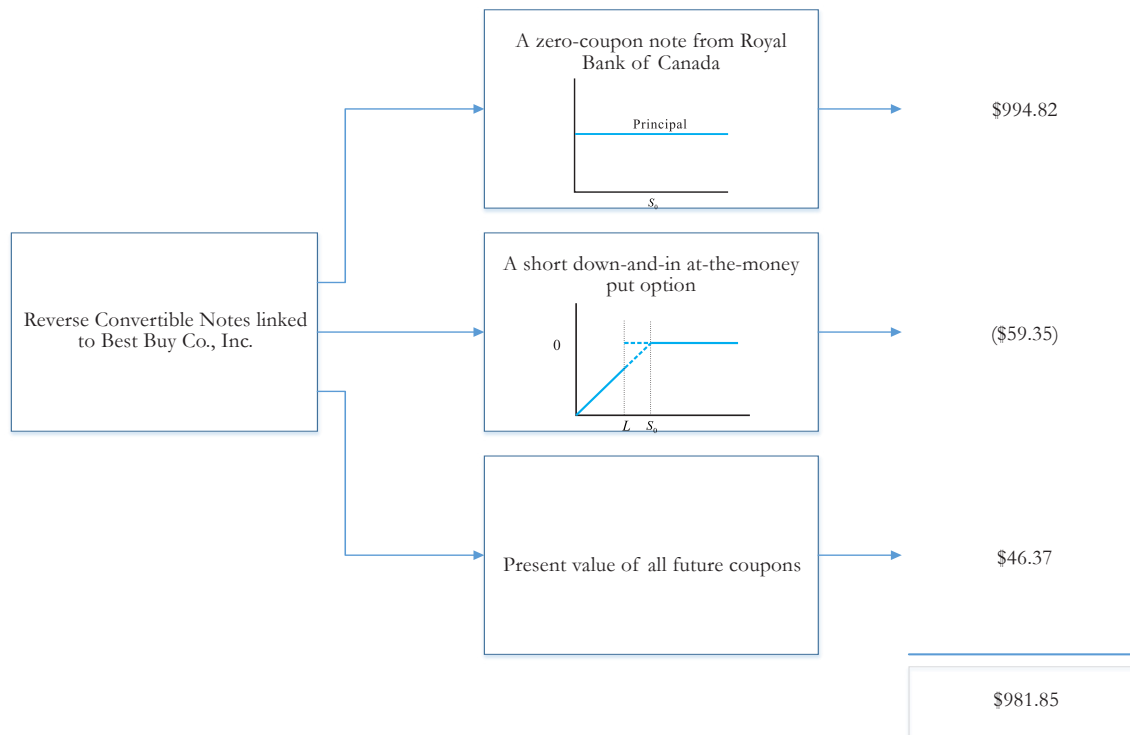 A zero-coupon note from Royal
Bank of Canada
Principal
S₀
$994.82
Reverse Convertible Notes linked
to Best Buy Co., Inc.
A short down-and-in at-the-money
put option
0
L S₀
($59.35)
Present value of all future coupons
$46.37
$981.85